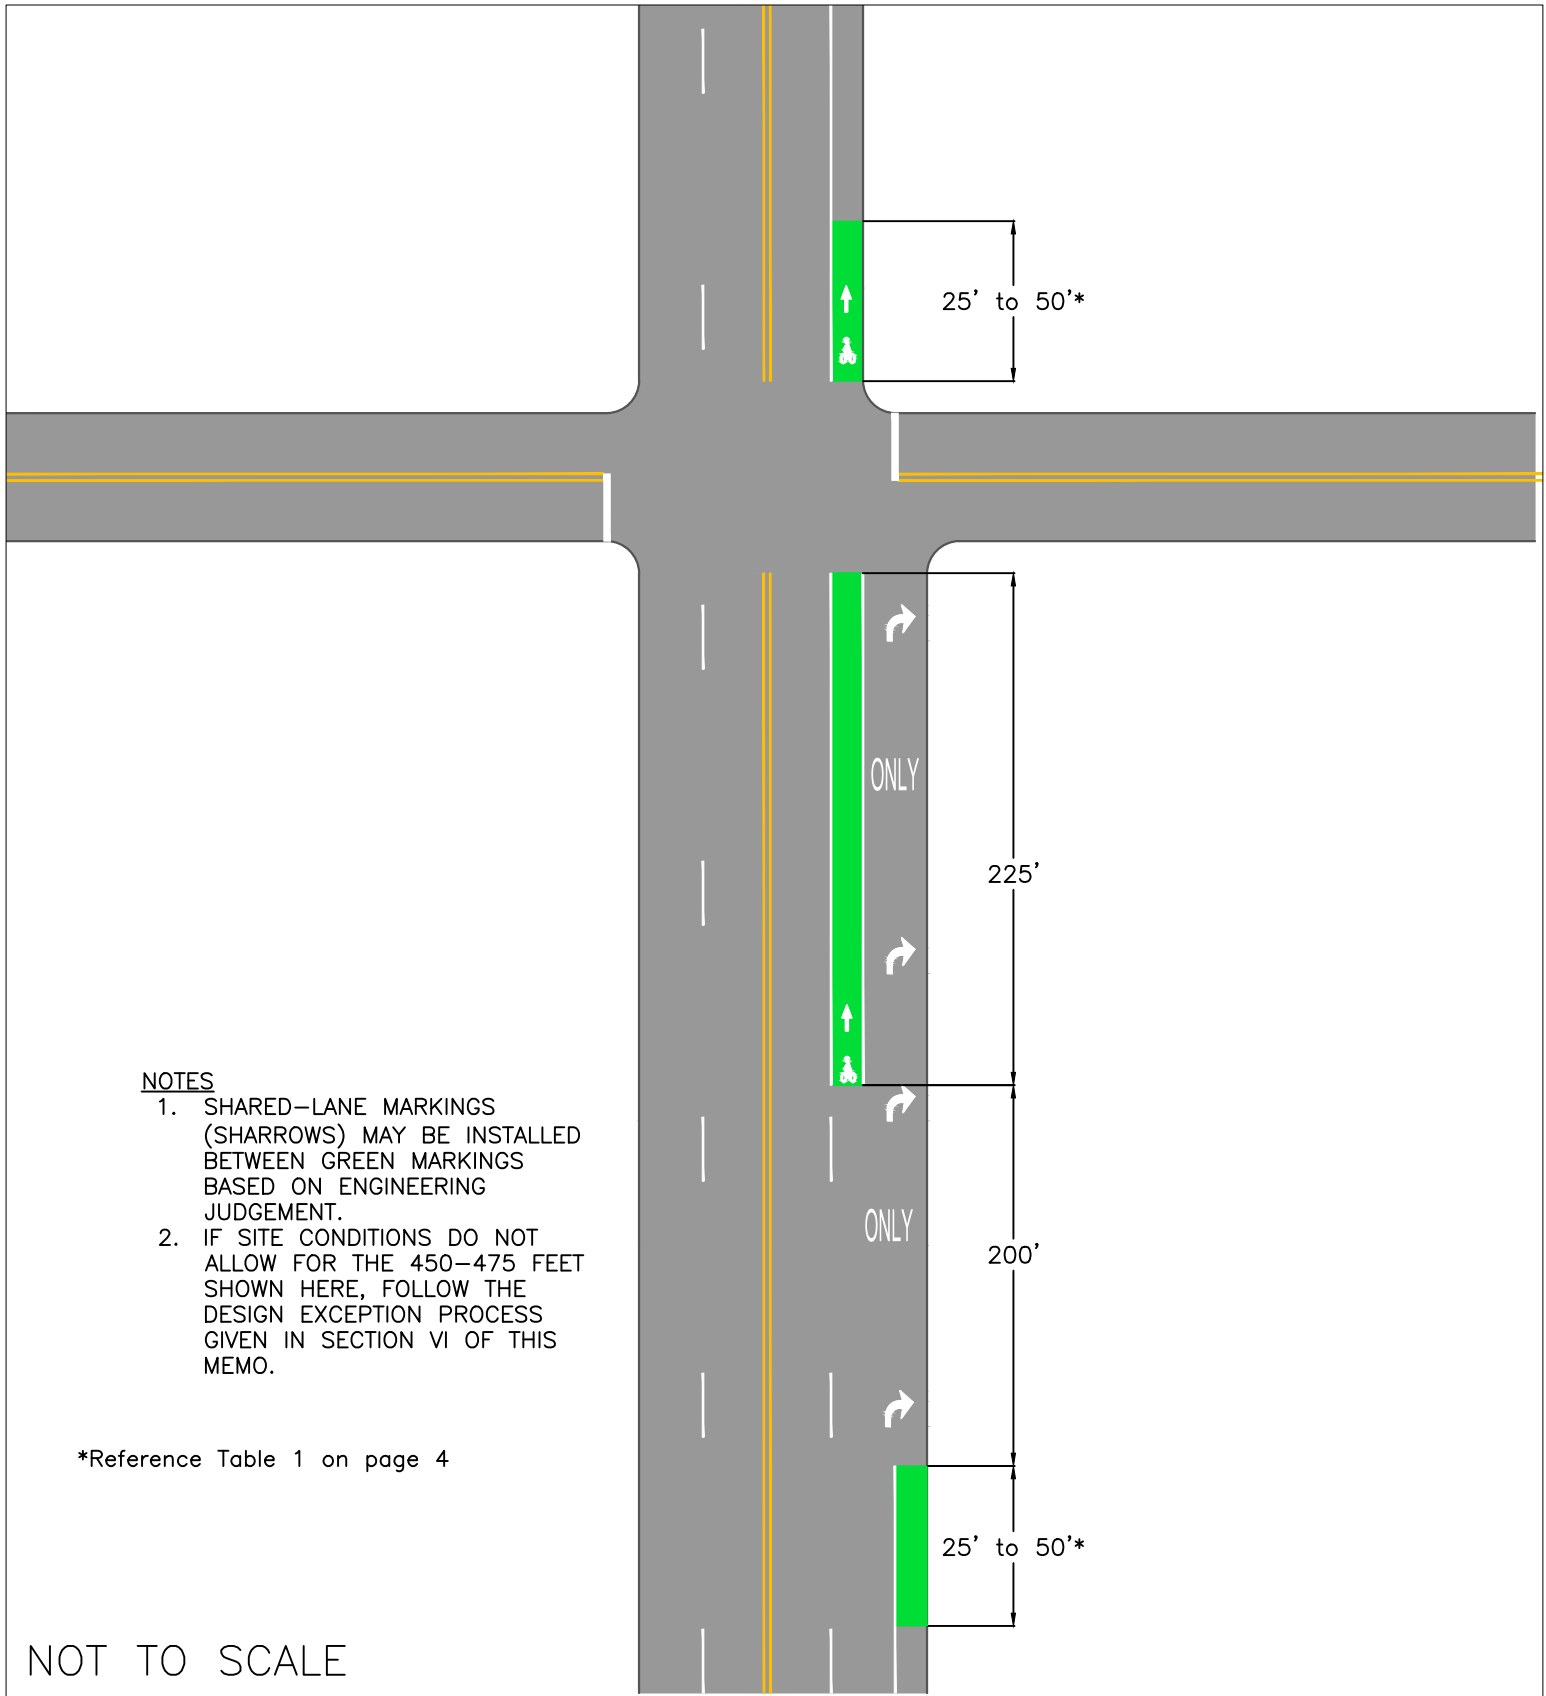 25' to 50'*
ONLY
225'
NOTES
1. SHARED-LANE MARKINGS
(SHARROWS) MAY BE INSTALLED
BETWEEN GREEN MARKINGS
BASED ON ENGINEERING
JUDGEMENT.
2. IF SITE CONDITIONS DO NOT
ALLOW FOR THE 450-475 FEET
SHOWN HERE, FOLLOW THE
DESIGN EXCEPTION PROCESS
GIVEN IN SECTION VI OF THIS
MEMO.
ONLY
200'
*Reference Table 1 on page 4
25' to 50'*
NOT TO SCALE